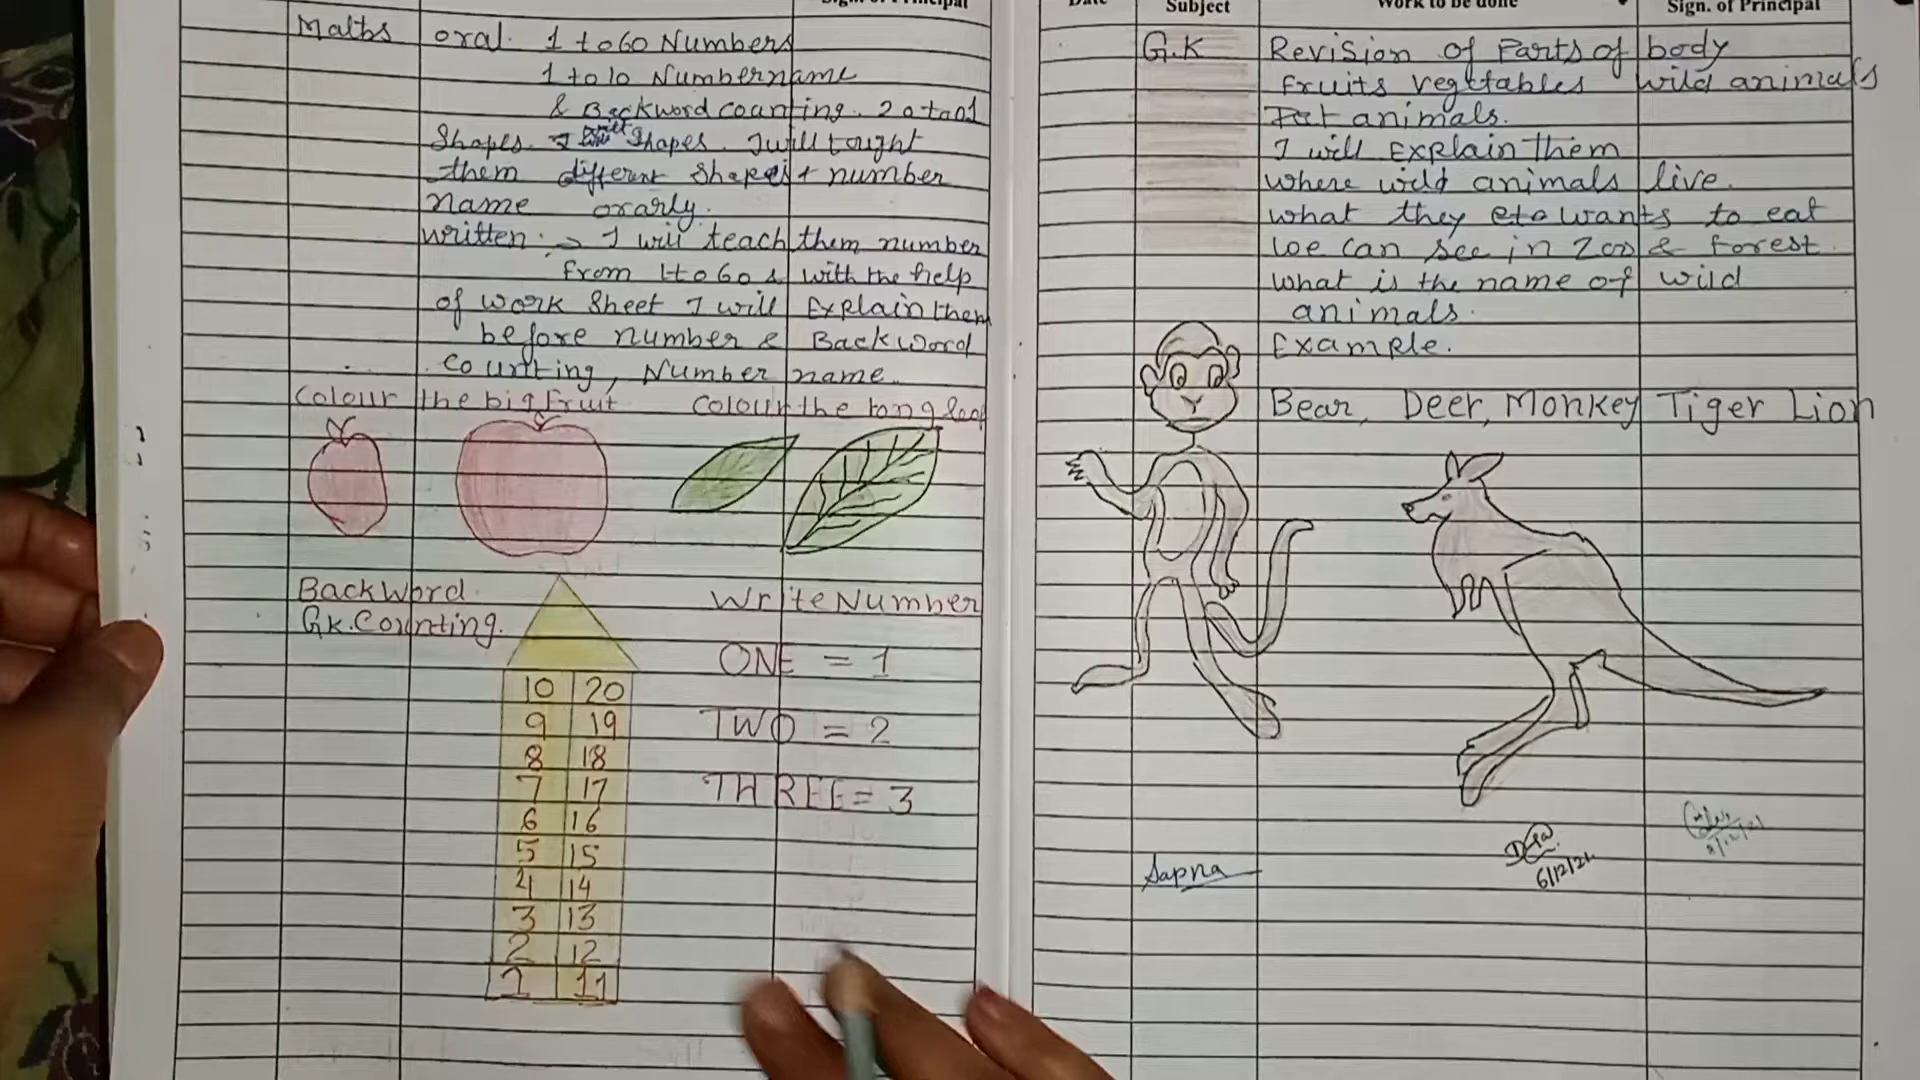 Sign. of Principal
Maths oral. 1 to 60 Numbers
1 to 10 Number name
& Backword counting. 20 to 01
Shapes. Shapes. I will tought
them different shapes + number
name orarly.
written. → I will teach them number
from 1 to 60 s with the help
of work sheet I will Explain them
before number & BackWord
counting, Number name.
Colour the big Fruit Colour the long leaf
BackWord.
Gk. Counting.
Write Number
10 20
9 19
8 18
7 17
6 16
5 15
4 14
3 13
2 12
1 11
ONE = 1
TWO = 2
THREE = 3
Date Subject Work to be done Sign. of Principal
G.K Revision of Parts of body
fruits vegttables wild animals
Pet animals.
I will Explain them
where wild animals live.
what they eto wants to eat
we can see in Zoo & forest.
what is the name of wild
animals.
Example.
Bear, Deer, Monkey Tiger Lion
Sapna
6/12/21